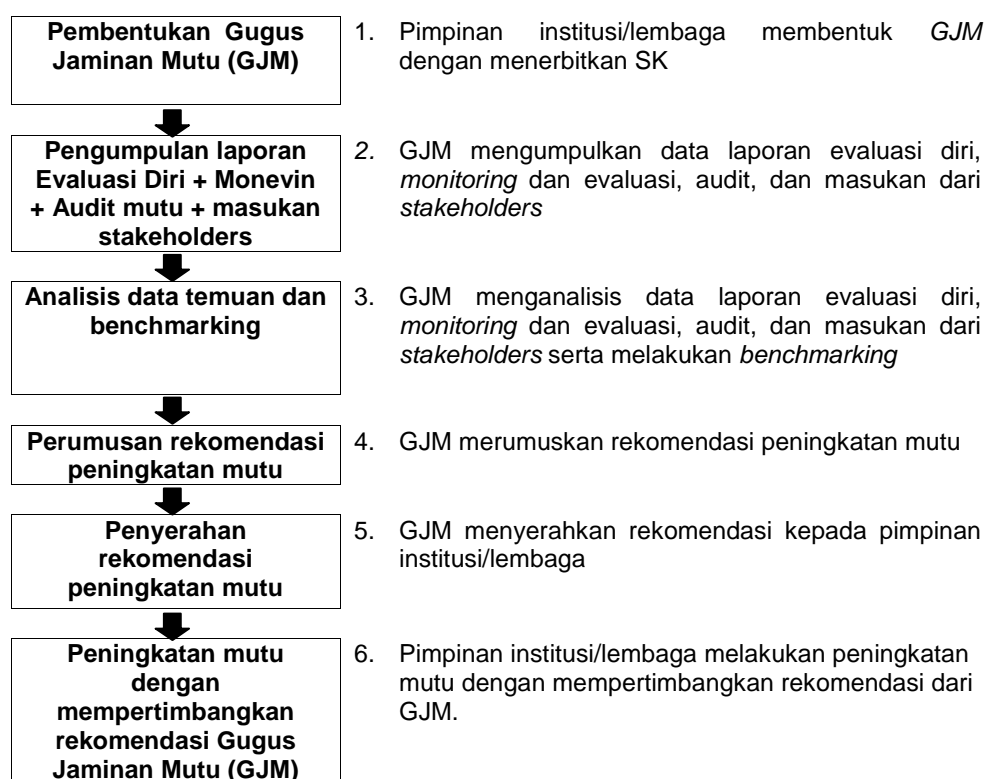 Pembentukan Gugus
Jaminan Mutu (GJM)
1. Pimpinan institusi/lembaga membentuk GJM
dengan menerbitkan SK
Pengumpulan laporan
Evaluasi Diri + Monevin
+ Audit mutu + masukan
stakeholders
2. GJM mengumpulkan data laporan evaluasi diri,
monitoring dan evaluasi, audit, dan masukan dari
stakeholders
Analisis data temuan dan
benchmarking
3. GJM menganalisis data laporan evaluasi diri,
monitoring dan evaluasi, audit, dan masukan dari
stakeholders serta melakukan benchmarking
Perumusan rekomendasi
peningkatan mutu
4. GJM merumuskan rekomendasi peningkatan mutu
Penyerahan
rekomendasi
peningkatan mutu
5. GJM menyerahkan rekomendasi kepada pimpinan
institusi/lembaga
Peningkatan mutu
dengan
mempertimbangkan
rekomendasi Gugus
Jaminan Mutu (GJM)
6. Pimpinan institusi/lembaga melakukan peningkatan
mutu dengan mempertimbangkan rekomendasi dari
GJM.